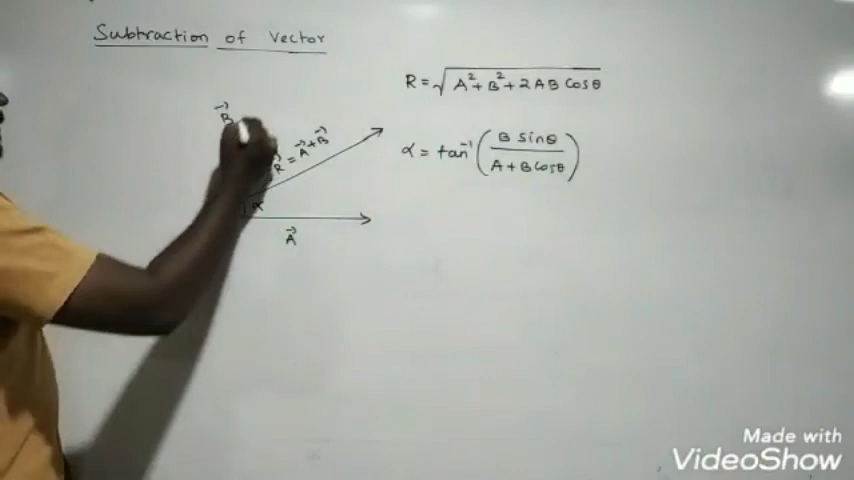 Subtraction of Vector
R = √A² + B² + 2AB Cosθ
B⃗
R⃗ = A⃗ + B⃗
α = tan⁻¹ (B sinθ / A + B Cosθ)
α
A⃗
Made with
VideoShow